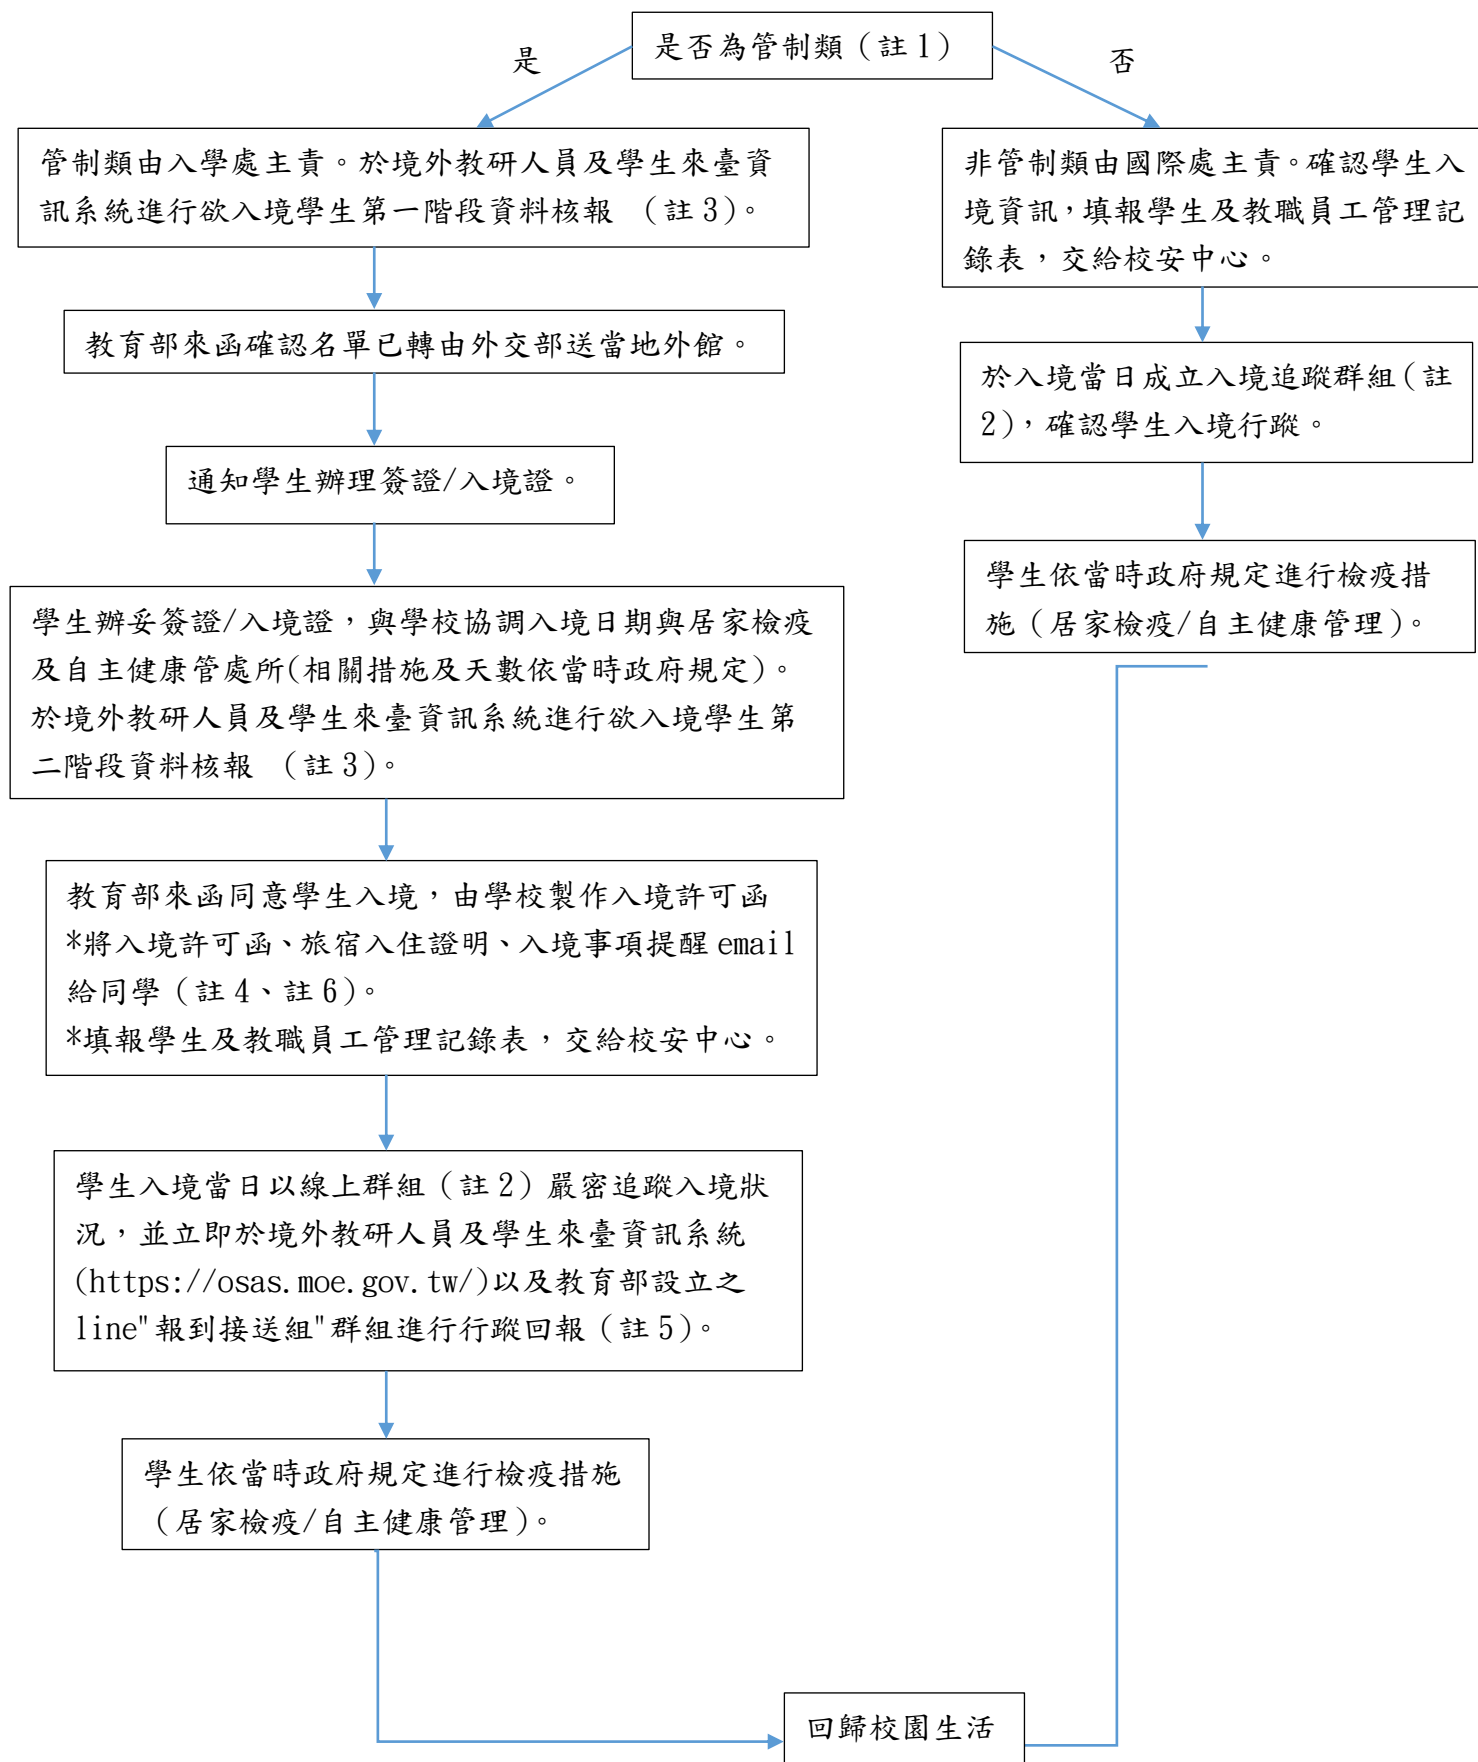 是否為管制類（註1）
是
否
管制類由入學處主責。於境外教研人員及學生來臺資
訊系統進行欲入境學生第一階段資料核報 （註3）。
教育部來函確認名單已轉由外交部送當地外館。
通知學生辦理簽證/入境證。
學生辦妥簽證/入境證，與學校協調入境日期與居家檢疫
及自主健康管處所(相關措施及天數依當時政府規定)。
於境外教研人員及學生來臺資訊系統進行欲入境學生第
二階段資料核報 （註3）。
教育部來函同意學生入境，由學校製作入境許可函
*將入境許可函、旅宿入住證明、入境事項提醒email
給同學（註4、註6）。
*填報學生及教職員工管理記錄表，交給校安中心。
學生入境當日以線上群組（註2）嚴密追蹤入境狀
況，並立即於境外教研人員及學生來臺資訊系統
(https://osas.moe.gov.tw/)以及教育部設立之
line"報到接送組"群組進行行蹤回報（註5）。
學生依當時政府規定進行檢疫措施
（居家檢疫/自主健康管理）。
非管制類由國際處主責。確認學生入
境資訊，填報學生及教職員工管理記
錄表，交給校安中心。
於入境當日成立入境追蹤群組（註
2），確認學生入境行蹤。
學生依當時政府規定進行檢疫措
施（居家檢疫/自主健康管理）。
回歸校園生活